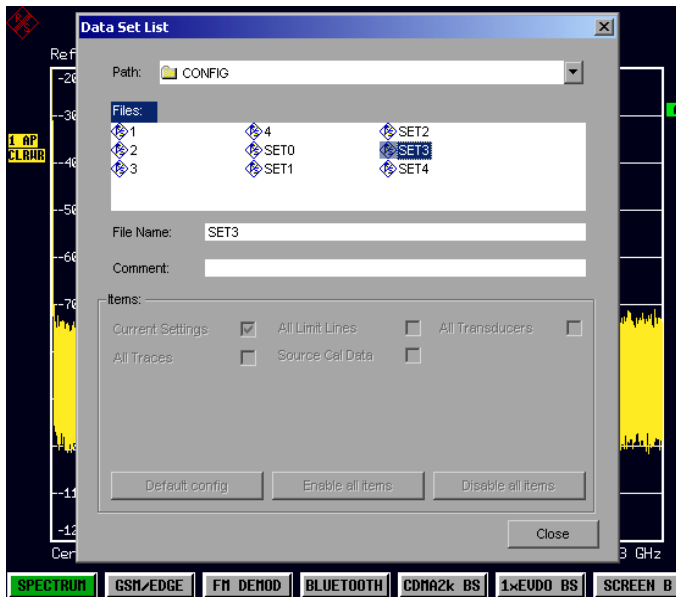 Data Set List
Ref
Path: CONFIG
-20
Files:
1 4 SET2
-30
1 AP
CLRWR
2 SET0 SET3
3 SET1 SET4
-40
-50
File Name: SET3
-60
Comment:
-70
Items:
Current Settings All Limit Lines All Transducers
All Traces Source Cal Data
Default config Enable all items Disable all items
-11
-12
Close
Cen
3 GHz
SPECTRUM GSM/EDGE FM DEMOD BLUETOOTH CDMA2k BS 1xEVDO BS SCREEN B